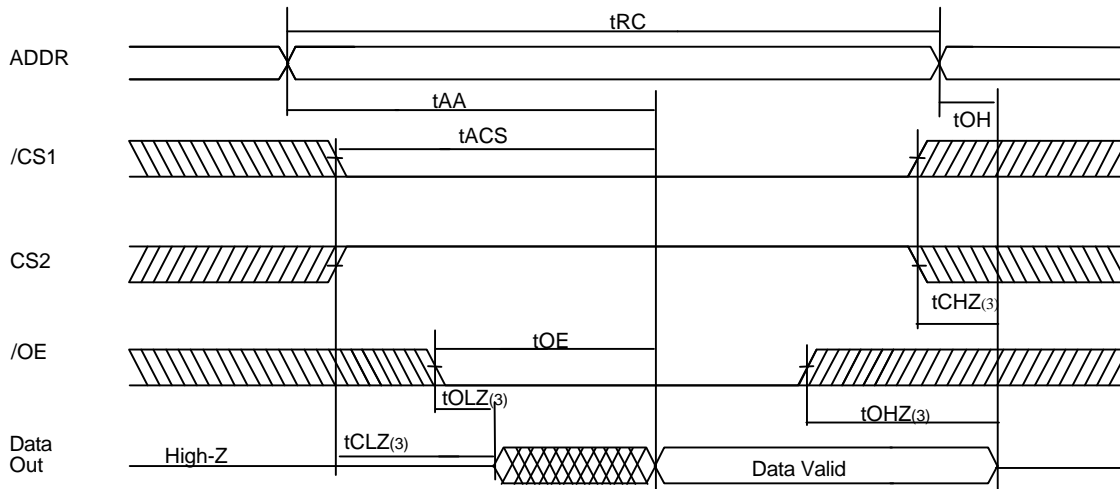 tRC
ADDR
tAA
tOH
tACS
/CS1
CS2
tCHZ(3)
/OE
tOE
tOLZ(3)
tOHZ(3)
Data
Out
High-Z
tCLZ(3)
Data Valid